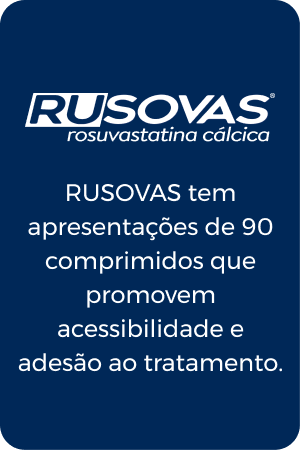 RUSOVAS®
rosuvastatina cálcica
RUSOVAS tem
apresentações de 90
comprimidos que
promovem
acessibilidade e
adesão ao tratamento.